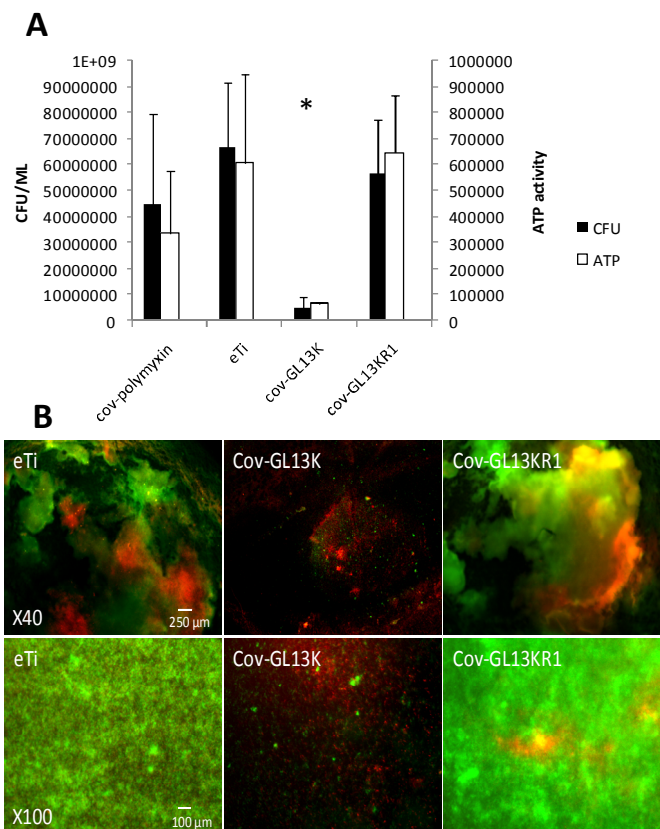 A
1E+09
90000000
80000000
70000000
60000000
50000000
40000000
30000000
20000000
10000000
0
CFU/ML
1000000
900000
800000
700000
600000
500000
400000
300000
200000
100000
0
ATP activity
*
CFU
ATP
cov-polymyxin
eTi
cov-GL13K
cov-GL13KR1
B
eTi
Cov-GL13K
Cov-GL13KR1
X40
250 µm
eTi
Cov-GL13K
Cov-GL13KR1
X100
100 µm